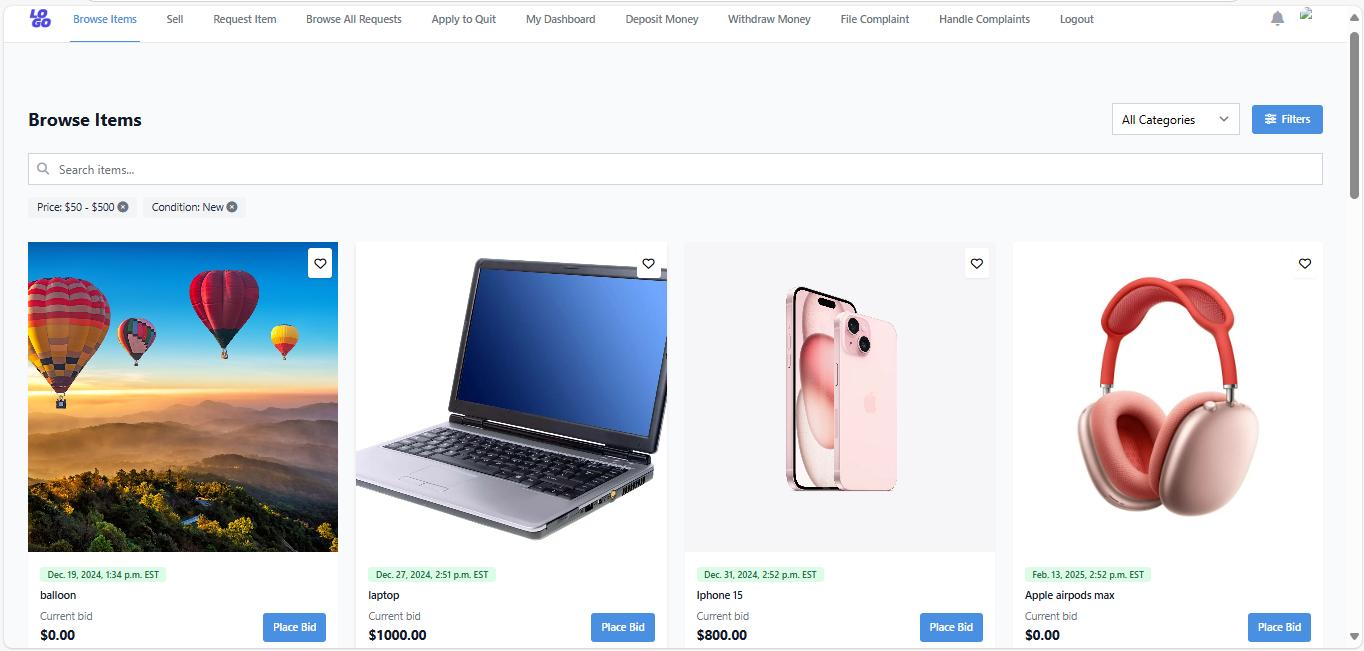 LO
GO
Browse Items Sell Request Item Browse All Requests Apply to Quit My Dashboard Deposit Money Withdraw Money File Complaint Handle Complaints Logout
Browse Items All Categories Filters
Search items...
Price: $50 - $500 Condition: New
Dec. 19, 2024, 1:34 p.m. EST Dec. 27, 2024, 2:51 p.m. EST Dec. 31, 2024, 2:52 p.m. EST Feb. 13, 2025, 2:52 p.m. EST
balloon laptop Iphone 15 Apple airpods max
Current bid Current bid Current bid Current bid
$0.00 Place Bid $1000.00 Place Bid $800.00 Place Bid $0.00 Place Bid